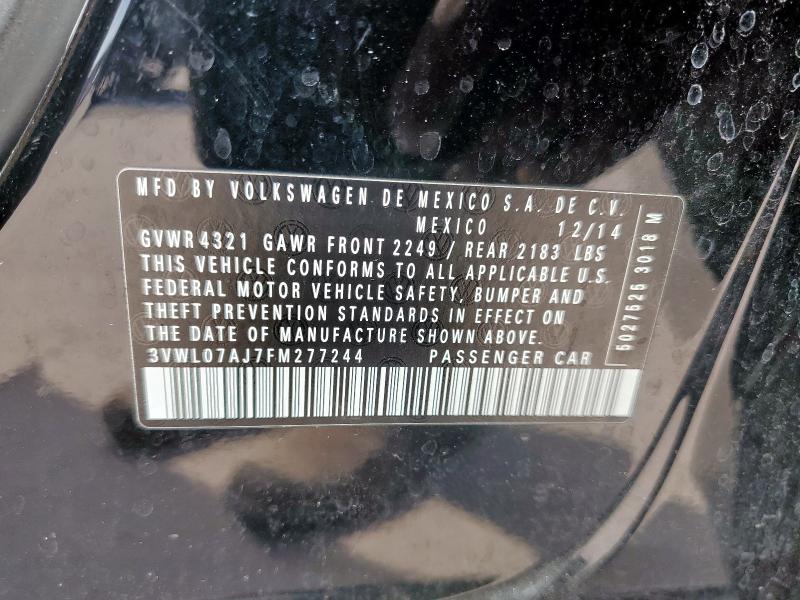 MFD BY VOLKSWAGEN DE MEXICO S.A. DE C.V.
MEXICO 12/14
GVWR 4321 GAWR FRONT 2249 / REAR 2183 LBS
THIS VEHICLE CONFORMS TO ALL APPLICABLE U.S.
FEDERAL MOTOR VEHICLE SAFETY, BUMPER AND
THEFT PREVENTION STANDARDS IN EFFECT ON
THE DATE OF MANUFACTURE SHOWN ABOVE.
3VWL07AJ7FM277244 PASSENGER CAR
5027526 3018 M